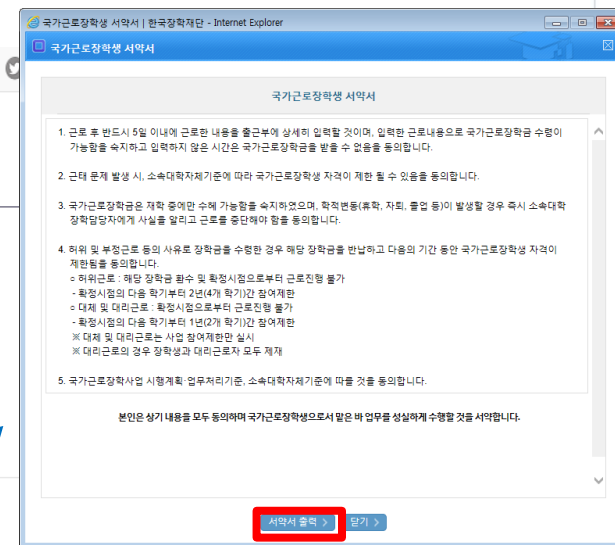 국가근로장학생 서약서 | 한국장학재단 - Internet Explorer
국가근로장학생 서약서
국가근로장학생 서약서
1. 근로 후 반드시 5일 이내에 근로한 내용을 출근부에 상세히 입력할 것이며, 입력한 근로내용으로 국가근로장학금 수령이
가능함을 숙지하고 입력하지 않은 시간은 국가근로장학금을 받을 수 없음을 동의합니다.
2. 근태 문제 발생 시, 소속대학자체기준에 따라 국가근로장학생 자격이 제한 될 수 있음을 동의합니다.
3. 국가근로장학금은 재학 중에만 수혜 가능함을 숙지하였으며, 학적변동(휴학, 자퇴, 졸업 등)이 발생할 경우 즉시 소속대학
장학담당자에게 사실을 알리고 근로를 중단해야 함을 동의합니다.
4. 허위 및 부정근로 등의 사유로 장학금을 수령한 경우 해당 장학금을 반납하고 다음의 기간 동안 국가근로장학생 자격이
제한됨을 동의합니다.
○ 허위근로 : 해당 장학금 환수 및 확정시점으로부터 근로진행 불가
- 확정시점의 다음 학기부터 2년(4개 학기)간 참여제한
○ 대체 및 대리근로 : 확정시점으로부터 근로진행 불가
- 확정시점의 다음 학기부터 1년(2개 학기)간 참여제한
※ 대체 및 대리근로는 사업 참여제한만 실시
※ 대리근로의 경우 장학생과 대리근로자 모두 제재
5. 국가근로장학사업 시행계획·업무처리기준, 소속대학자체기준에 따를 것을 동의합니다.
본인은 상기 내용을 모두 동의하며 국가근로장학생으로서 맡은 바 업무를 성실하게 수행할 것을 서약합니다.
서약서 출력 > 닫기 >